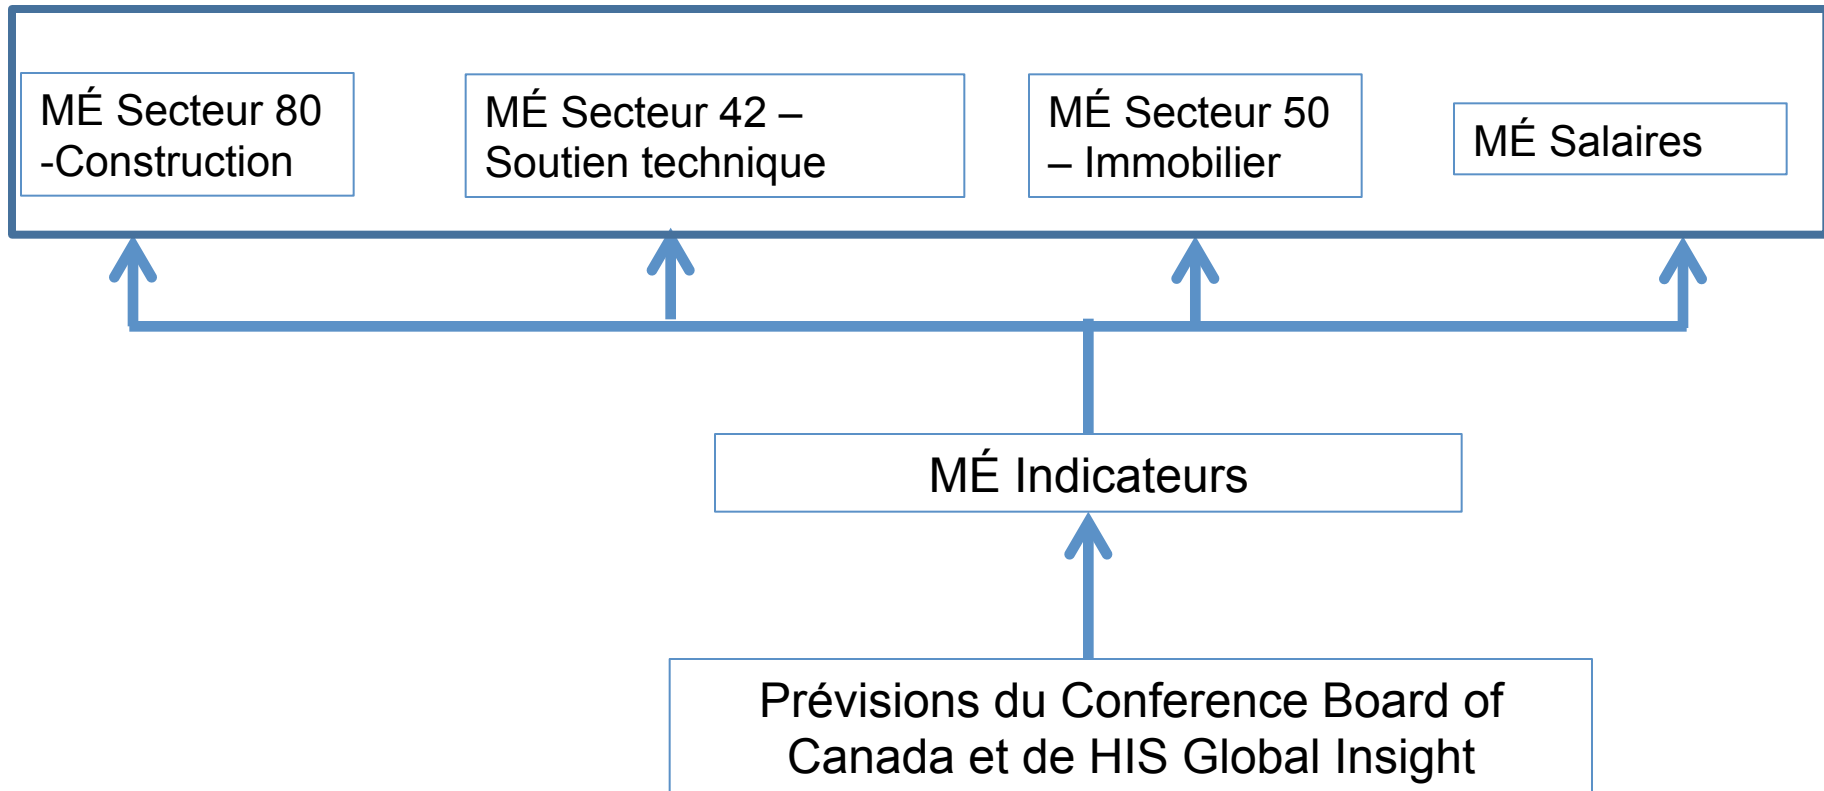 MÉ Secteur 80
-Construction
MÉ Secteur 42 –
Soutien technique
MÉ Secteur 50
– Immobilier
MÉ Salaires
MÉ Indicateurs
Prévisions du Conference Board of
Canada et de HIS Global Insight